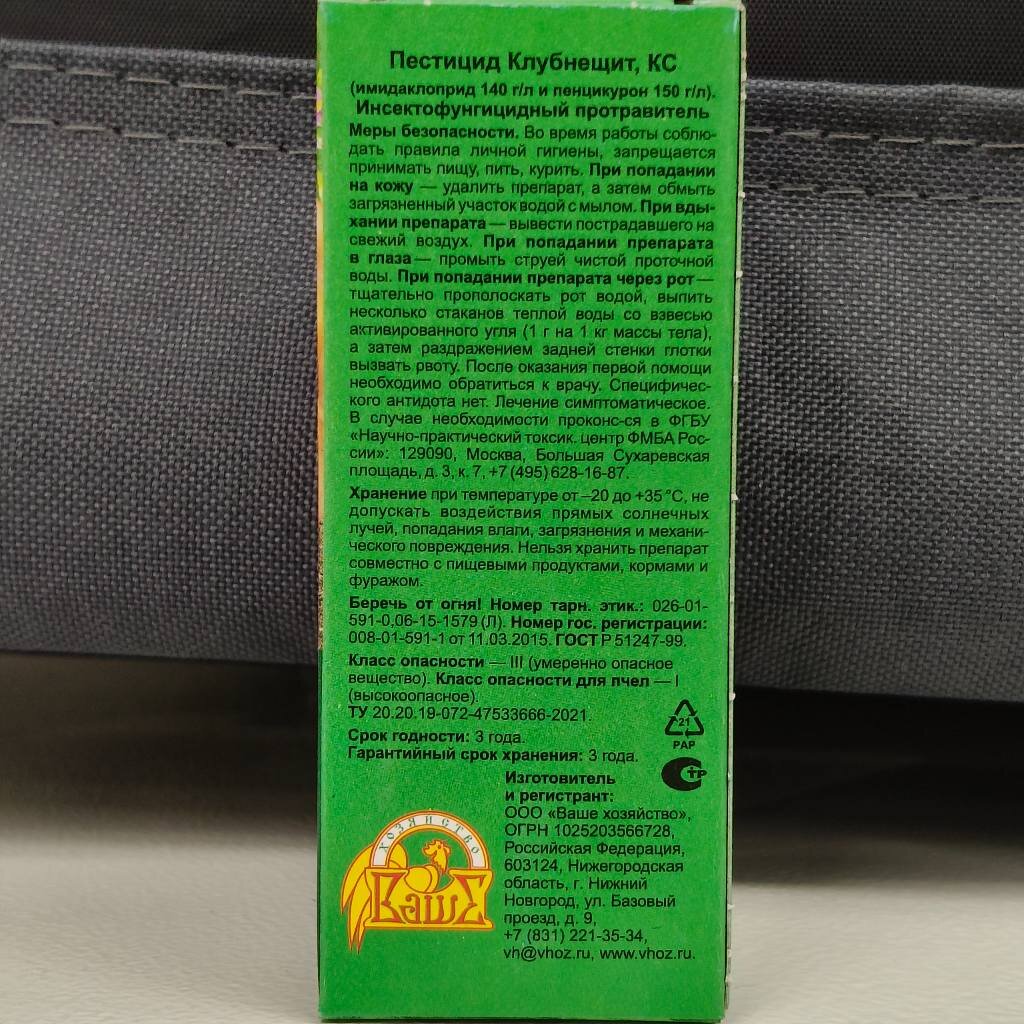 Пестицид Клубнещит, КС
(имидаклоприд 140 г/л и пенцикурон 150 г/л).
Инсектофунгицидный протравитель
Меры безопасности. Во время работы соблю-
дать правила личной гигиены, запрещается
принимать пищу, пить, курить. При попадании
на кожу — удалить препарат, а затем обмыть
загрязненный участок водой с мылом. При вды-
хании препарата — вывести пострадавшего на
свежий воздух. При попадании препарата
в глаза — промыть струей чистой проточной
воды. При попадании препарата через рот —
тщательно прополоскать рот водой, выпить
несколько стаканов теплой воды со взвесью
активированного угля (1 г на 1 кг массы тела),
а затем раздражением задней стенки глотки
вызвать рвоту. После оказания первой помощи
необходимо обратиться к врачу. Специфичес-
кого антидота нет. Лечение симптоматическое.
В случае необходимости проконс-ся в ФГБУ
«Научно-практический токсик. центр ФМБА Рос-
сии»: 129090, Москва, Большая Сухаревская
площадь, д. 3, к. 7, +7 (495) 628-16-87.
Хранение при температуре от –20 до +35 °С, не
допускать воздействия прямых солнечных
лучей, попадания влаги, загрязнения и механи-
ческого повреждения. Нельзя хранить препарат
совместно с пищевыми продуктами, кормами и
фуражом.
Беречь от огня! Номер тарн. этик.: 026-01-
591-0,06-15-1579 (Л). Номер гос. регистрации:
008-01-591-1 от 11.03.2015. ГОСТ Р 51247-99.
Класс опасности — III (умеренно опасное
вещество). Класс опасности для пчел — I
(высокоопасное).
ТУ 20.20.19-072-47533666-2021.
Срок годности: 3 года.
Гарантийный срок хранения: 3 года.
21
PAP
СТР
Изготовитель
и регистрант:
ООО «Ваше хозяйство»,
ОГРН 1025203566728,
Российская Федерация,
603124, Нижегородская
область, г. Нижний
Новгород, ул. Базовый
проезд, д. 9,
+7 (831) 221-35-34,
vh@vhoz.ru, www.vhoz.ru.
ХОЗЯЙСТВО
ВАШЕ